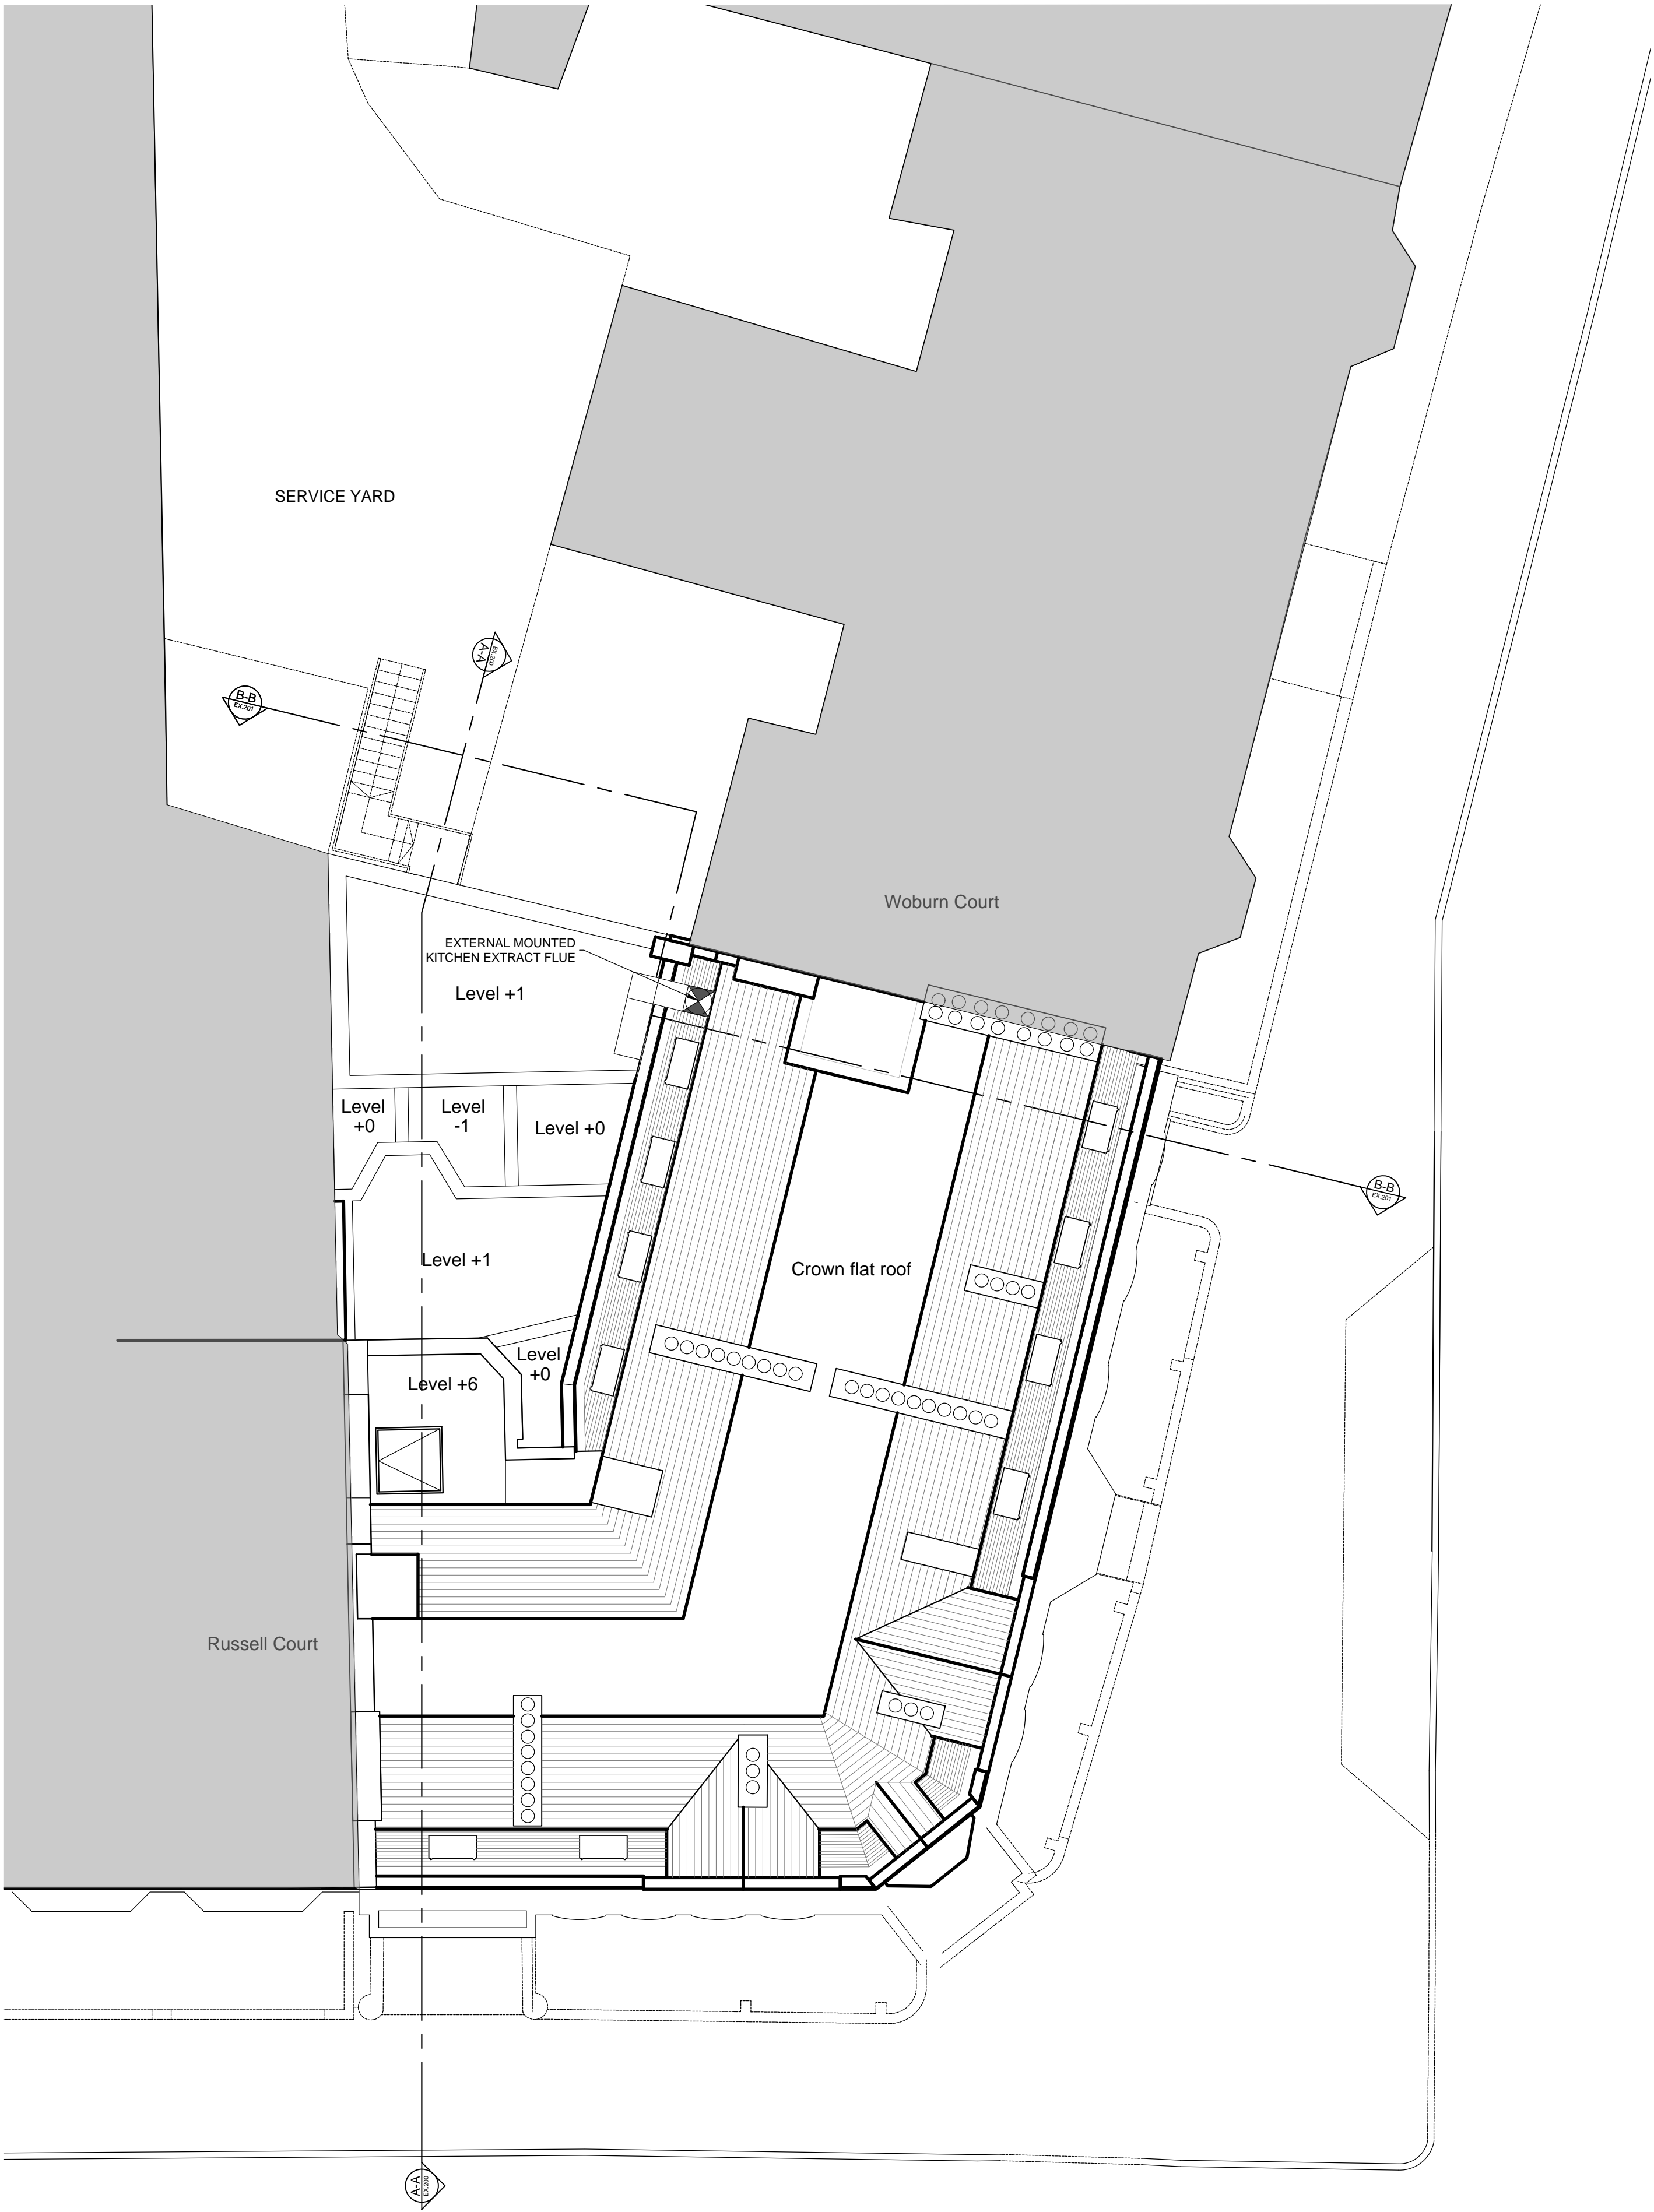 SERVICE YARD
A-A
EX.200
B-B
EX.201
Woburn Court
EXTERNAL MOUNTED
KITCHEN EXTRACT FLUE
Level +1
Level
+0
Level
-1
Level +0
B-B
EX.201
Level +1
Crown flat roof
Level
+0
Level +6
Russell Court
A-A
EX.200